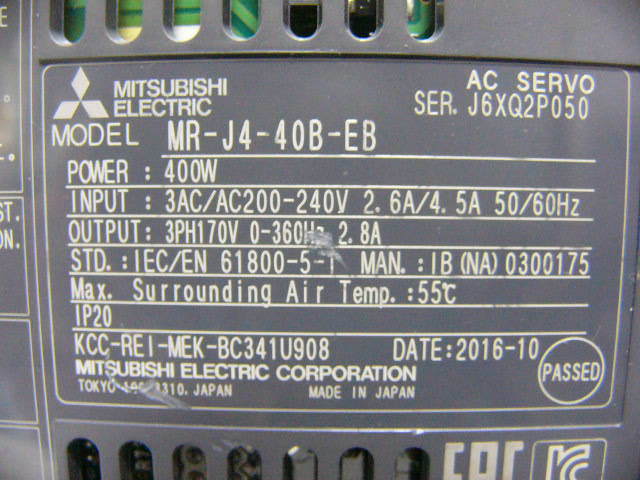 MITSUBISHI
ELECTRIC
AC SERVO
SER. J6XQ2P050
MODEL MR-J4-40B-EB
POWER : 400W
INPUT : 3AC/AC200-240V 2.6A/4.5A 50/60Hz
OUTPUT: 3PH170V 0-360Hz 2.8A
STD.:IEC/EN 61800-5-1 MAN.:IB(NA)0300175
Max. Surrounding Air Temp.:55℃
IP20
KCC-REI-MEK-BC341U908 DATE:2016-10
MITSUBISHI ELECTRIC CORPORATION
PASSED
TOKYO JAPAN MADE IN JAPAN
EAC